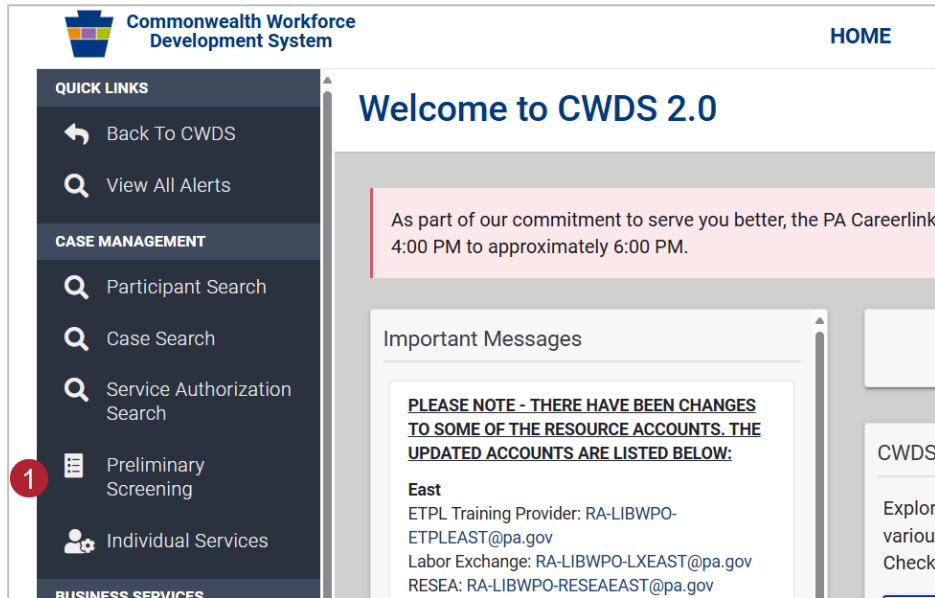 Commonwealth Workforce
Development System
HOME
QUICK LINKS
Back To CWDS
View All Alerts
CASE MANAGEMENT
Participant Search
Case Search
Service Authorization
Search
1
Preliminary
Screening
Individual Services
BUSINESS SERVICES
Welcome to CWDS 2.0
As part of our commitment to serve you better, the PA Careerlink
4:00 PM to approximately 6:00 PM.
Important Messages
PLEASE NOTE - THERE HAVE BEEN CHANGES
TO SOME OF THE RESOURCE ACCOUNTS. THE
UPDATED ACCOUNTS ARE LISTED BELOW:
East
ETPL Training Provider: RA-LIBWPO-
ETPLEAST@pa.gov
Labor Exchange: RA-LIBWPO-LXEAST@pa.gov
RESEA: RA-LIBWPO-RESEAEAST@pa.gov
CWDS
Explor
variou
Check